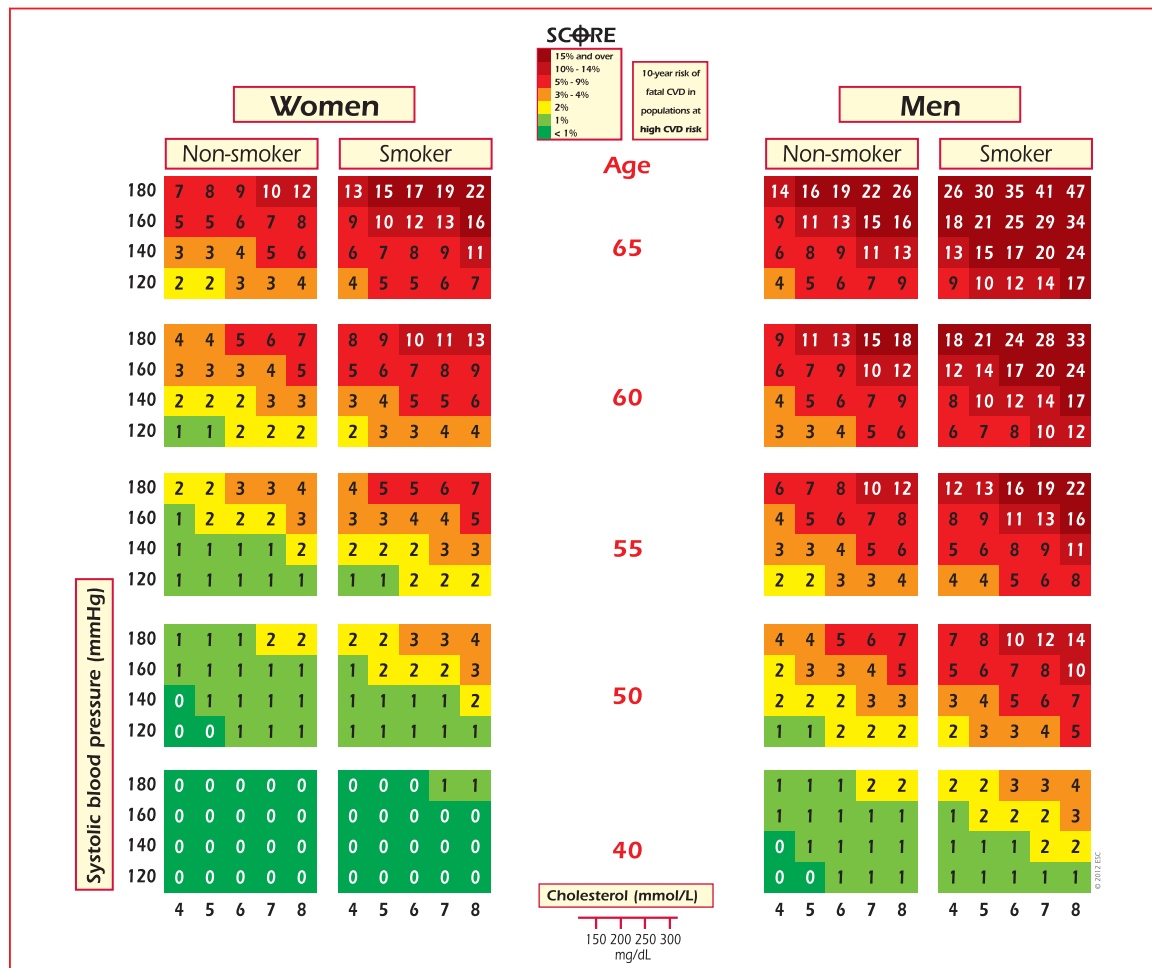 SCORE
15% and over
10% - 14%
5% - 9%
3% - 4%
2%
1%
< 1%
10-year risk of
fatal CVD in
populations at
high CVD risk
Women
Men
Non-smoker Smoker Age Non-smoker Smoker
180 7 8 9 10 12 13 15 17 19 22 14 16 19 22 26 26 30 35 41 47
160 5 5 6 7 8 9 10 12 13 16 9 11 13 15 16 18 21 25 29 34
65
140 3 3 4 5 6 6 7 8 9 11 6 8 9 11 13 13 15 17 20 24
120 2 2 3 3 4 4 5 5 6 7 4 5 6 7 9 9 10 12 14 17
180 4 4 5 6 7 8 9 10 11 13 9 11 13 15 18 18 21 24 28 33
160 3 3 3 4 5 5 6 7 8 9 6 7 9 10 12 12 14 17 20 24
60
140 2 2 2 3 3 3 4 5 5 6 4 5 6 7 9 8 10 12 14 17
120 1 1 2 2 2 2 3 3 4 4 3 3 4 5 6 6 7 8 10 12
180 2 2 3 3 4 4 5 5 6 7 6 7 8 10 12 12 13 16 19 22
160 1 2 2 2 3 3 3 4 4 5 4 5 6 7 8 8 9 11 13 16
55
140 1 1 1 1 2 2 2 2 3 3 3 3 4 5 6 5 6 8 9 11
120 1 1 1 1 1 1 1 2 2 2 2 2 3 3 4 4 4 5 6 8
180 1 1 1 2 2 2 2 3 3 4 4 4 5 6 7 7 8 10 12 14
160 1 1 1 1 1 1 2 2 2 3 2 3 3 4 5 5 6 7 8 10
50
140 0 1 1 1 1 1 1 1 1 2 2 2 2 3 3 3 4 5 6 7
120 0 0 1 1 1 1 1 1 1 1 1 1 2 2 2 2 3 3 4 5
180 0 0 0 0 0 0 0 0 1 1 1 1 1 2 2 2 2 3 3 4
160 0 0 0 0 0 0 0 0 0 0 1 1 1 1 1 1 2 2 2 3
40
140 0 0 0 0 0 0 0 0 0 0 0 1 1 1 1 1 1 1 2 2
120 0 0 0 0 0 0 0 0 0 0 0 0 1 1 1 1 1 1 1 1
4 5 6 7 8 4 5 6 7 8 4 5 6 7 8 4 5 6 7 8
Systolic blood pressure (mmHg)
Cholesterol (mmol/L)
150 200 250 300
mg/dL
© 2012 ESC